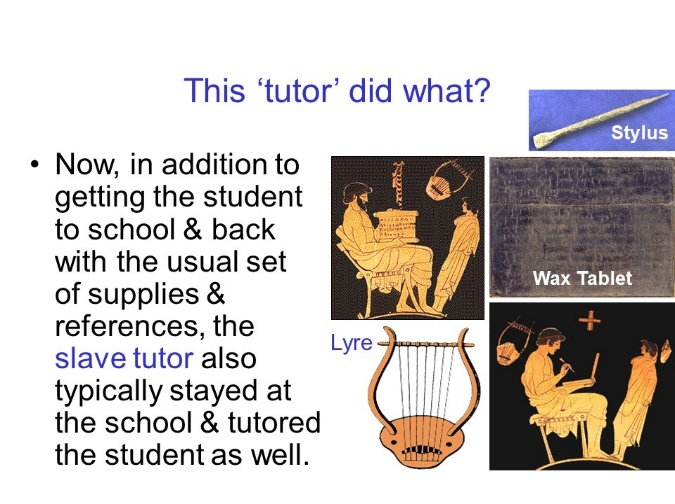 This ‘tutor’ did what?
• Now, in addition to
getting the student
to school & back
with the usual set
of supplies &
references, the
slave tutor also
typically stayed at
the school & tutored
the student as well.
Stylus
Wax Tablet
Lyre